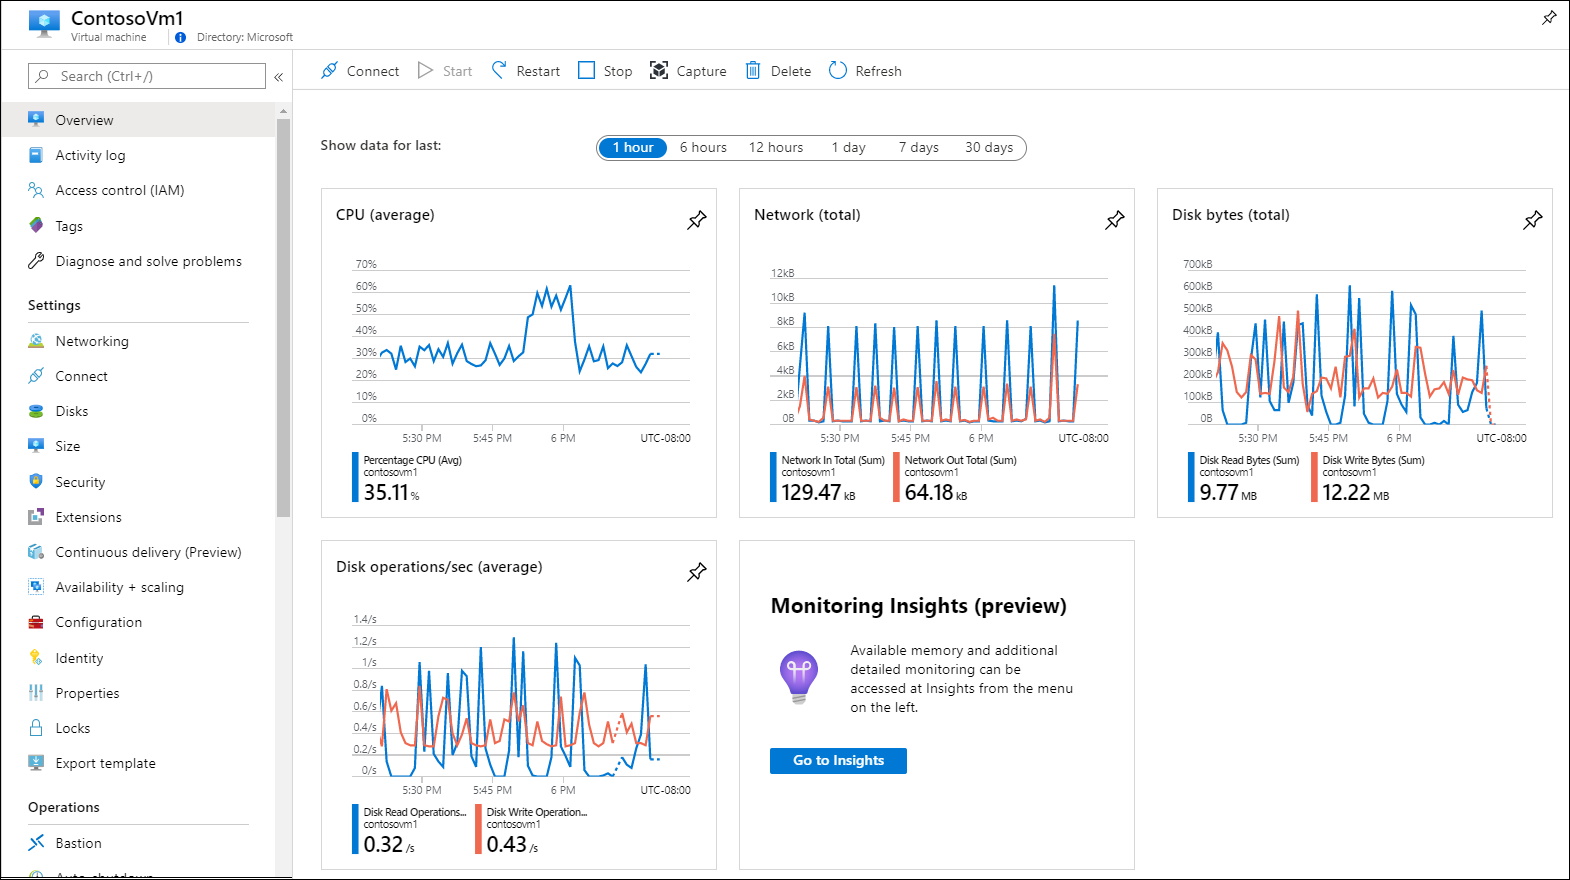 ContosoVm1
Virtual machine
Directory: Microsoft
Search (Ctrl+/)
«
Connect
Start
Restart
Stop
Capture
Delete
Refresh
Overview
Activity log
Access control (IAM)
Tags
Diagnose and solve problems
Settings
Networking
Connect
Disks
Size
Security
Extensions
Continuous delivery (Preview)
Availability + scaling
Configuration
Identity
Properties
Locks
Export template
Operations
Bastion
Auto-shutdown
Show data for last:
1 hour
6 hours
12 hours
1 day
7 days
30 days
CPU (average)
70%
60%
50%
40%
30%
20%
10%
0%
5:30 PM
5:45 PM
6 PM
UTC-08:00
Percentage CPU (Avg)
contosovm1
35.11 %
Network (total)
12kB
10kB
8kB
6kB
4kB
2kB
0B
5:30 PM
5:45 PM
6 PM
UTC-08:00
Network In Total (Sum)
contosovm1
129.47 kB
Network Out Total (Sum)
contosovm1
64.18 kB
Disk bytes (total)
700kB
600kB
500kB
400kB
300kB
200kB
100kB
0B
5:30 PM
5:45 PM
6 PM
UTC-08:00
Disk Read Bytes (Sum)
contosovm1
9.77 MB
Disk Write Bytes (Sum)
contosovm1
12.22 MB
Disk operations/sec (average)
1.4/s
1.2/s
1/s
0.8/s
0.6/s
0.4/s
0.2/s
0/s
5:30 PM
5:45 PM
6 PM
UTC-08:00
Disk Read Operations...
contosovm1
0.32 /s
Disk Write Operation...
contosovm1
0.43 /s
Monitoring Insights (preview)
Available memory and additional
detailed monitoring can be
accessed at Insights from the menu
on the left.
Go to Insights